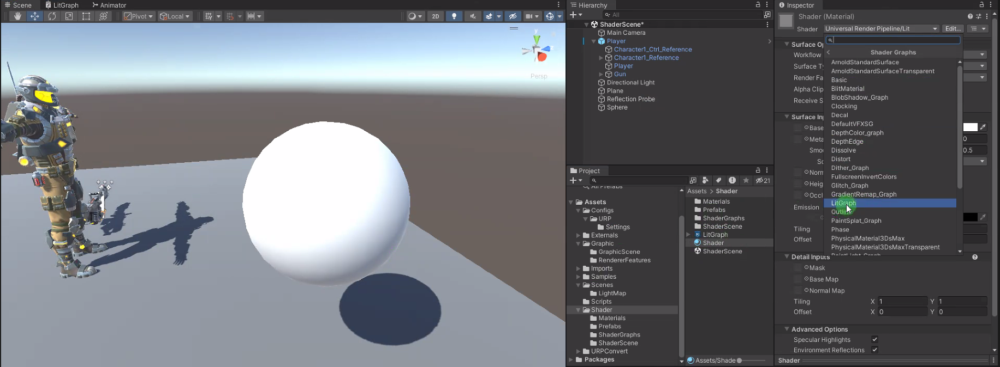 Scene
LitGraph
Animator
Pivot
Local
2D
y
z
Persp
Hierarchy
All
ShaderScene*
Main Camera
Player
Character1_Ctrl_Reference
Character1_Reference
Player
Gun
Directional Light
Plane
Reflection Probe
Sphere
Project
21
All Prefabs
Assets
Configs
URP
Settings
Externals
Graphic
GraphicScene
RendererFeatures
Imports
Samples
Scenes
LightMap
Scripts
Shader
Materials
Prefabs
ShaderGraphs
ShaderScene
URPConvert
Packages
Assets > Shader
Materials
Prefabs
ShaderGraphs
ShaderScene
LitGraph
Shader
ShaderScene
Assets/Shade
Inspector
Shader (Material)
Shader
Universal Render Pipeline/Lit
Edit...
Surface Op
Workflow
Surface Ty
Render Fa
Alpha Clip
Receive S
Surface Inp
Base
Meta
0
Smo
0.5
So
Norm
Heig
Occl
Emission
Tiling
Offset
Shader Graphs
ArnoldStandardSurface
ArnoldStandardSurfaceTransparent
Basic
BlitMaterial
BlobShadow_Graph
Clocking
Decal
DefaultVFXSG
DepthColor_graph
DepthEdge
Dissolve
Distort
Dither_Graph
FullscreenInvertColors
Glitch_Graph
GradientRemap_Graph
LitGraph
PaintSplat_Graph
Phase
PhysicalMaterial3DsMax
PhysicalMaterial3DsMaxTransparent
Detail Inputs
Mask
Base Map
Normal Map
Tiling X 1 Y 1
Offset X 0 Y 0
Advanced Options
Specular Highlights
Environment Reflections
Shader